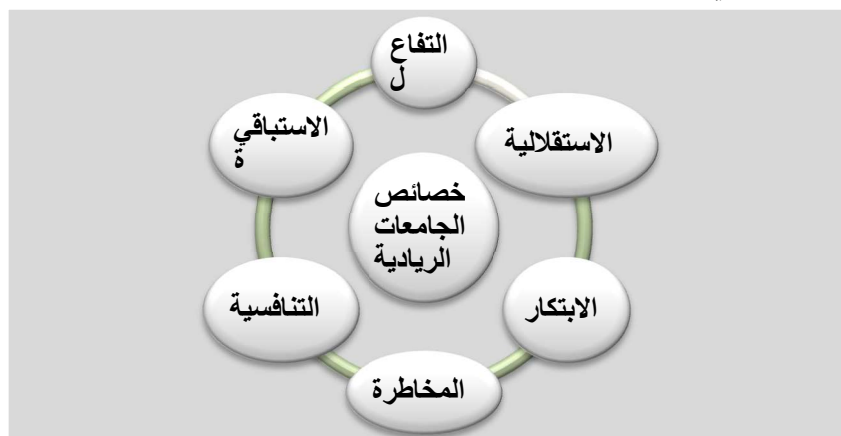 التفاع
ل
الاستقلالية
الابتكار
المخاطرة
التنافسية
الاستباقي
ة
خصائص
الجامعات
الريادية